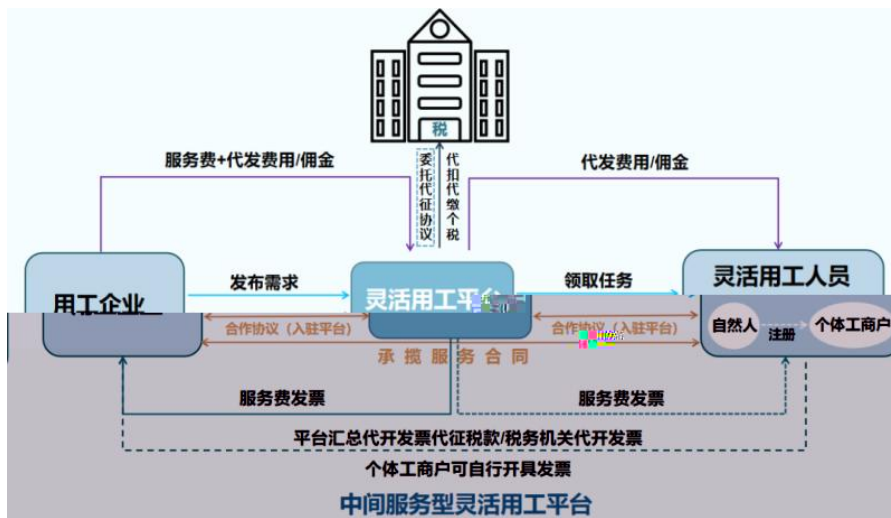 税
服务费+代发费用/佣金
委托代征协议
代扣代缴个税
代发费用/佣金
用工企业
发布需求
灵活用工平台
领取任务
灵活用工人员
合作协议（入驻平台）
合作协议（入驻平台）
自然人
注册
个体工商户
承揽服务合同
服务费发票
服务费发票
平台汇总代开发票代征税款/税务机关代开发票
个体工商户可自行开具发票
中间服务型灵活用工平台